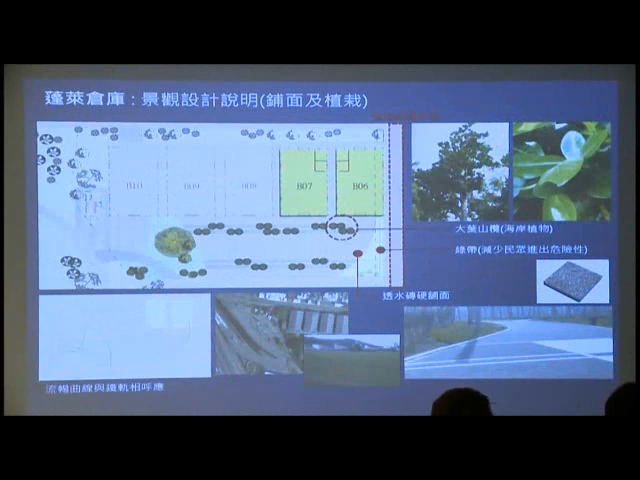 蓬萊倉庫：景觀設計說明(鋪面及植栽)
B10
B09
B08
B07
B06
大葉山欖(海岸植物)
綠帶(減少民眾進出危險性)
透水磚硬鋪面
流暢曲線與鐵軌相呼應